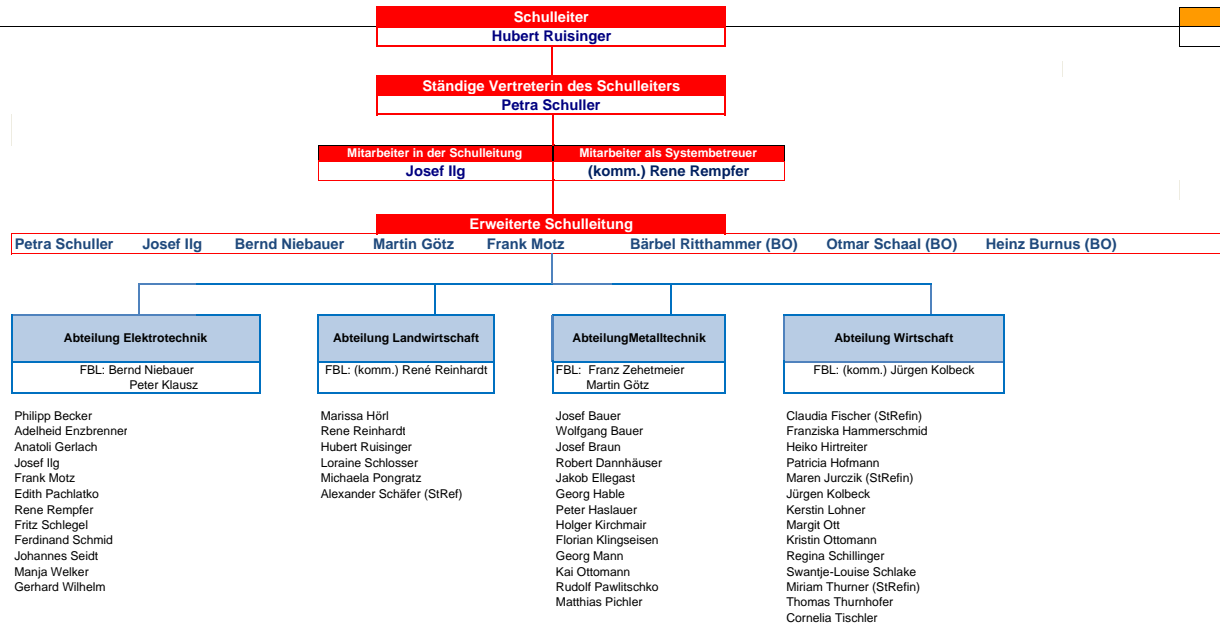 Schulleiter
Hubert Ruisinger
Ständige Vertreterin des Schulleiters
Petra Schuller
Mitarbeiter in der Schulleitung
Josef Ilg
Mitarbeiter als Systembetreuer
(komm.) Rene Rempfer
Erweiterte Schulleitung
Petra Schuller Josef Ilg Bernd Niebauer Martin Götz Frank Motz Bärbel Ritthammer (BO) Otmar Schaal (BO) Heinz Burnus (BO)
Abteilung Elektrotechnik
FBL: Bernd Niebauer
Peter Klausz
Philipp Becker
Adelheid Enzbrenner
Anatoli Gerlach
Josef Ilg
Frank Motz
Edith Pachlatko
Rene Rempfer
Fritz Schlegel
Ferdinand Schmid
Johannes Seidt
Manja Welker
Gerhard Wilhelm
Abteilung Landwirtschaft
FBL: (komm.) René Reinhardt
Marissa Hörl
Rene Reinhardt
Hubert Ruisinger
Loraine Schlosser
Michaela Pongratz
Alexander Schäfer (StRef)
AbteilungMetalltechnik
FBL: Franz Zehetmeier
Martin Götz
Josef Bauer
Wolfgang Bauer
Josef Braun
Robert Dannhäuser
Jakob Ellegast
Georg Hable
Peter Haslauer
Holger Kirchmair
Florian Klingseisen
Georg Mann
Kai Ottomann
Rudolf Pawlitschko
Matthias Pichler
Abteilung Wirtschaft
FBL: (komm.) Jürgen Kolbeck
Claudia Fischer (StRefin)
Franziska Hammerschmid
Heiko Hirtreiter
Patricia Hofmann
Maren Jurczik (StRefin)
Jürgen Kolbeck
Kerstin Lohner
Margit Ott
Kristin Ottomann
Regina Schillinger
Swantje-Louise Schlake
Miriam Thurner (StRefin)
Thomas Thurnhofer
Cornelia Tischler